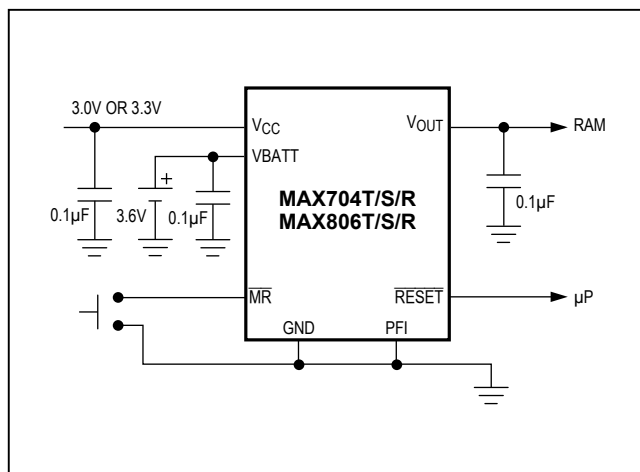 3.0V OR 3.3V
VCC
VOUT
RAM
VBATT
+
MAX704T/S/R
MAX806T/S/R
0.1µF
3.6V
0.1µF
0.1µF
MR
RESET
µP
GND
PFI